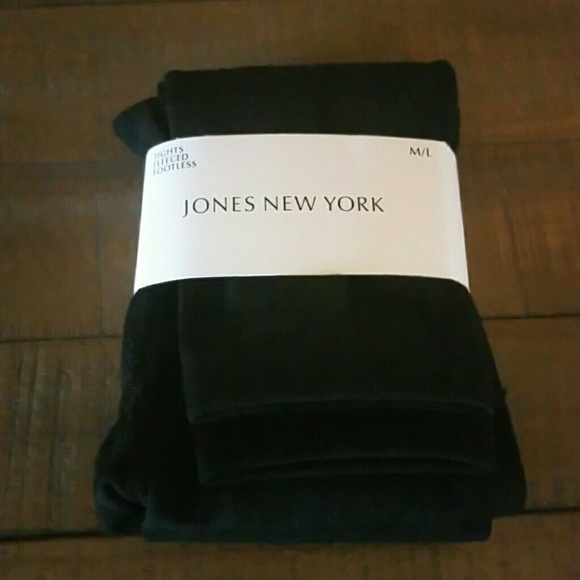 TIGHTS
FLEECED
FOOTLESS
M/L
JONES NEW YORK